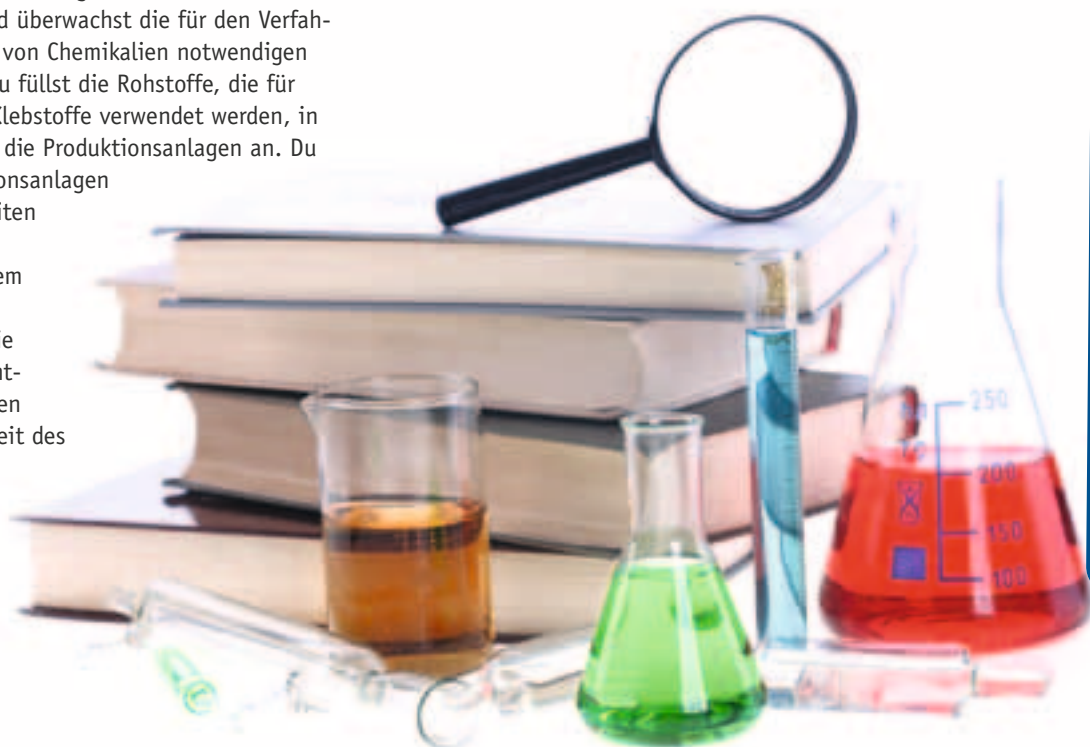 d überwachst die für den Verfah-
von Chemikalien notwendigen
u füllst die Rohstoffe, die für
Klebstoffe verwendet werden, in
die Produktionsanlagen an. Du
onsanlagen
iten
em
ie
nt-
en
eit des
250
200
150
100